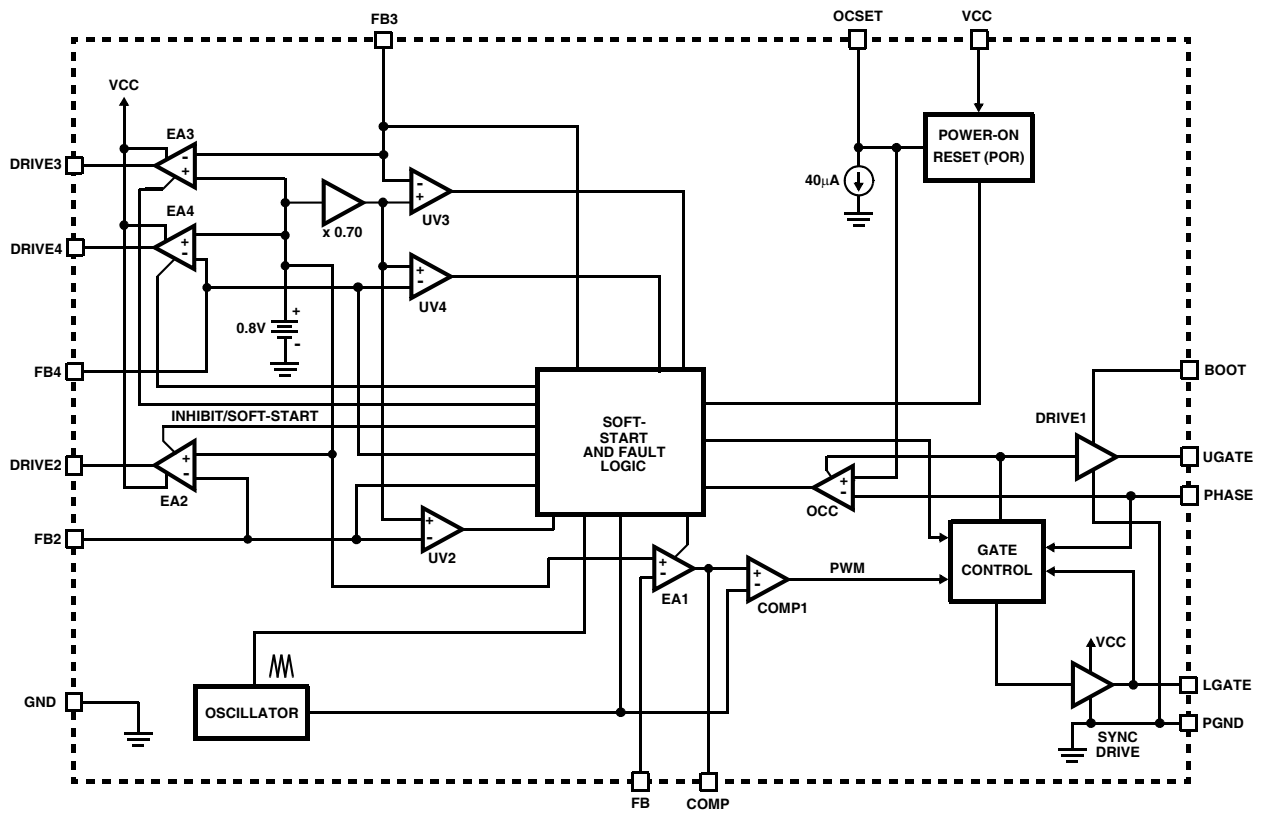 FB3
OCSET
VCC
VCC
EA3
-
+
DRIVE3
POWER-ON
RESET (POR)
40µA
-
+
UV3
x 0.70
EA4
+
-
DRIVE4
+
-
UV4
+
0.8V
-
FB4
BOOT
INHIBIT/SOFT-START
SOFT-
START
AND FAULT
LOGIC
DRIVE1
DRIVE2
+
-
EA2
UGATE
+
-
OCC
PHASE
FB2
+
-
UV2
GATE
CONTROL
+
-
EA1
+
-
COMP1
PWM
VCC
OSCILLATOR
GND
LGATE
PGND
SYNC
DRIVE
FB
COMP